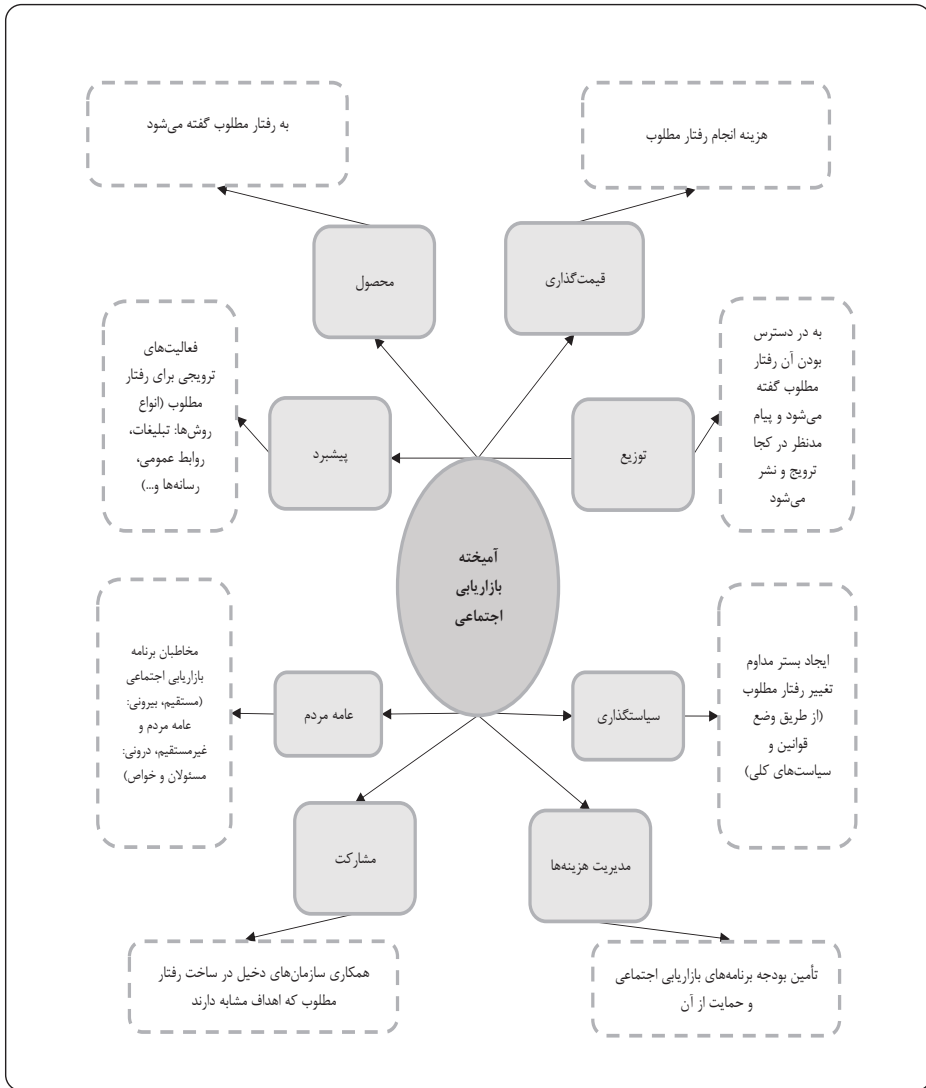 هزینه انجام رفتار مطلوب
به رفتار مطلوب گفته می‌شود
قیمت‌گذاری
محصول
به در دسترس
بودن آن رفتار
مطلوب گفته
می‌شود و پیام
مدنظر در کجا
ترویج و نشر
می‌شود
توزیع
پیشبرد
فعالیت‌های
ترویجی برای رفتار
مطلوب (انواع
روش‌ها: تبلیغات،
روابط عمومی،
رسانه‌ها و...)
آمیخته
بازاریابی
اجتماعی
ایجاد بستر مداوم
تغییر رفتار مطلوب
(از طریق وضع
قوانین و
سیاست‌های کلی)
سیاستگذاری
عامه مردم
مخاطبان برنامه
بازاریابی اجتماعی
(مستقیم، بیرونی:
عامه مردم و
غیرمستقیم، درونی:
مسئولان و خواص)
مدیریت هزینه‌ها
مشارکت
تأمین بودجه برنامه‌های بازاریابی اجتماعی
و حمایت از آن
همکاری سازمان‌های دخیل در ساخت رفتار
مطلوب که اهداف مشابه دارند